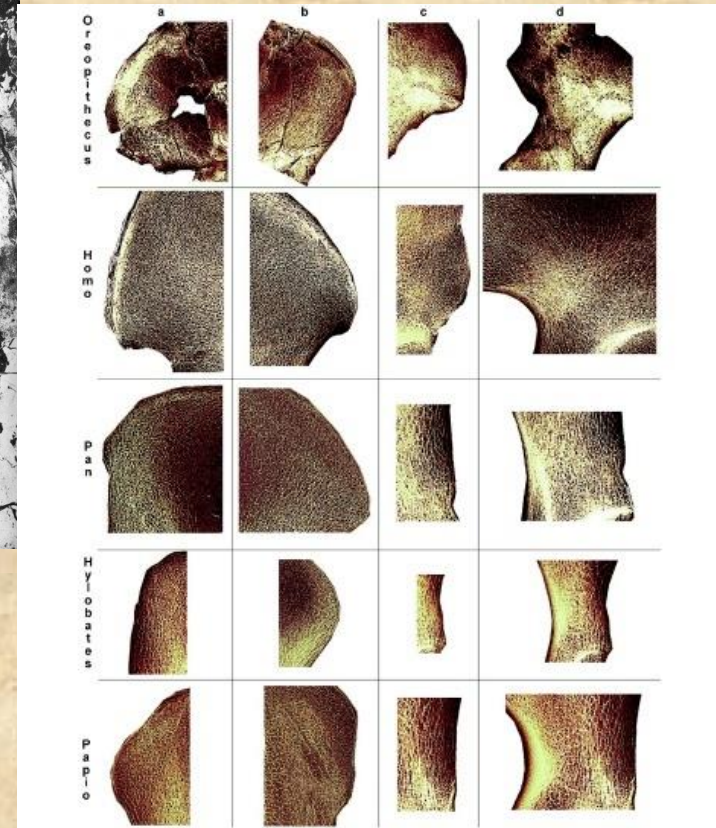 a b c d
Oreopithecus
Homo
Pan
Hylobates
Papio